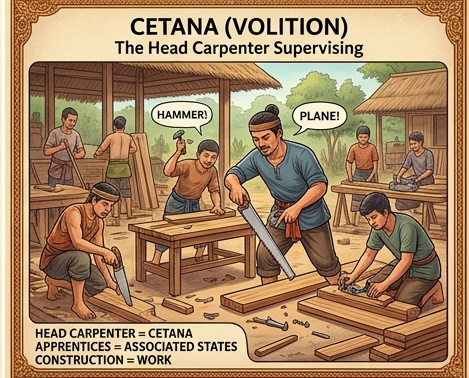 CETANA (VOLITION)
The Head Carpenter Supervising
HAMMER!
PLANE!
HEAD CARPENTER = CETANA
APPRENTICES = ASSOCIATED STATES
CONSTRUCTION = WORK